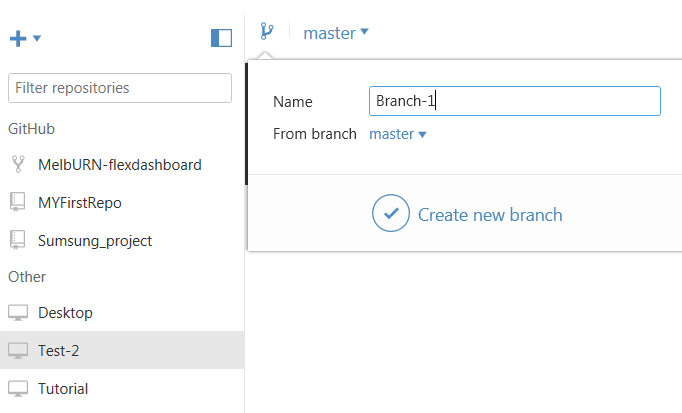 master
Filter repositories
GitHub
MelbURN-flexdashboard
MYFirstRepo
Sumsung_project
Other
Desktop
Test-2
Tutorial
Name Branch-1
From branch master
Create new branch